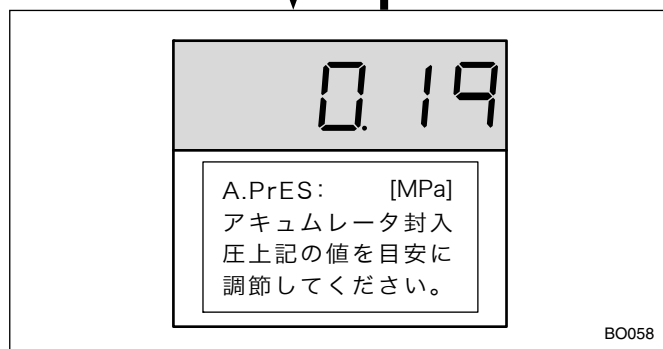 0.19
A.PrES: [MPa]
アキュムレータ封入
圧上記の値を目安に
調節してください。
BO058